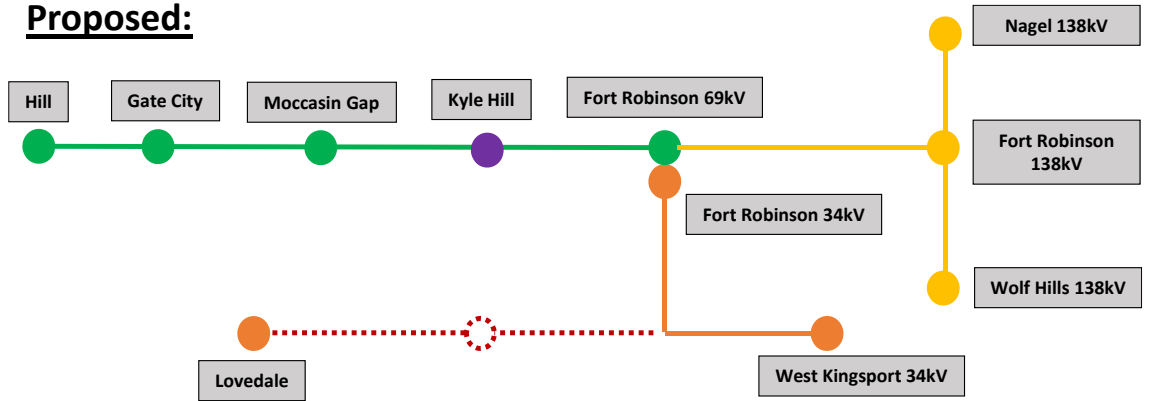 Proposed:
Nagel 138kV
Hill
Gate City
Moccasin Gap
Kyle Hill
Fort Robinson 69kV
Fort Robinson
138kV
Fort Robinson 34kV
Wolf Hills 138kV
Lovedale
West Kingsport 34kV